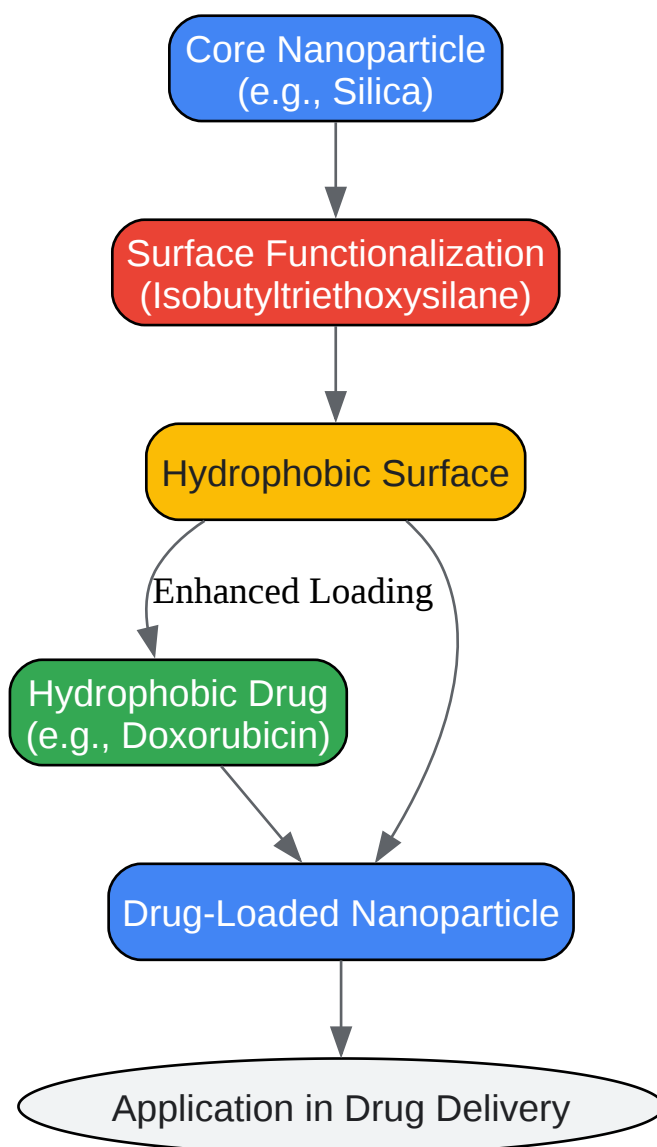 Core Nanoparticle
(e.g., Silica)
Surface Functionalization
(Isobutyltriethoxysilane)
Hydrophobic Surface
Enhanced Loading
Hydrophobic Drug
(e.g., Doxorubicin)
Drug-Loaded Nanoparticle
Application in Drug Delivery